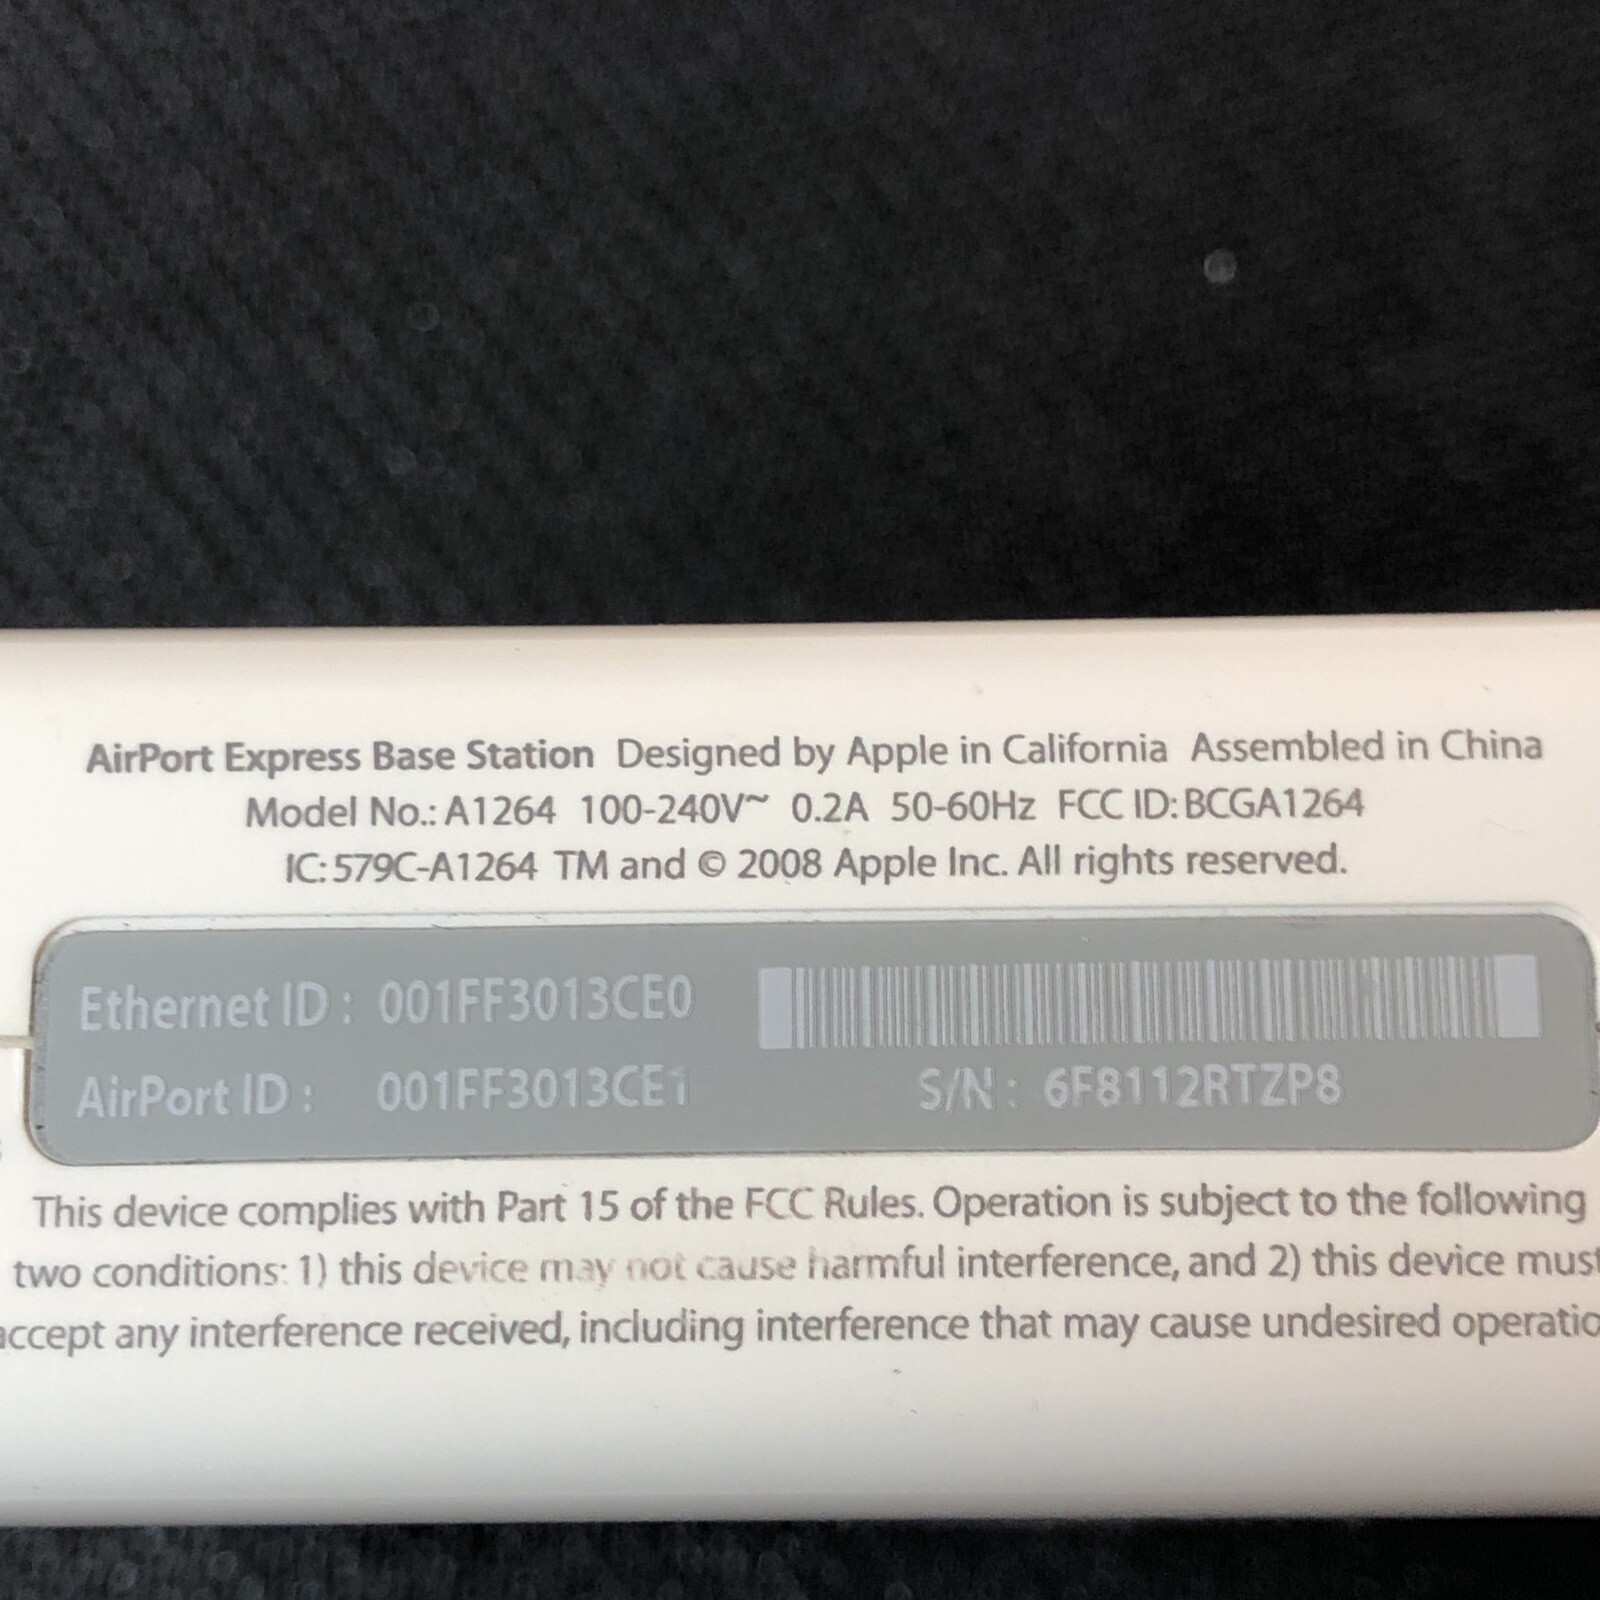 AirPort Express Base Station Designed by Apple in California Assembled in China
Model No.: A1264 100-240V~ 0.2A 50-60Hz FCC ID: BCGA1264
IC: 579C-A1264 TM and © 2008 Apple Inc. All rights reserved.
Ethernet ID : 001FF3013CE0
AirPort ID : 001FF3013CE1
S/N : 6F8112RTZP8
This device complies with Part 15 of the FCC Rules. Operation is subject to the following
two conditions: 1) this device may not cause harmful interference, and 2) this device must
accept any interference received, including interference that may cause undesired operatio